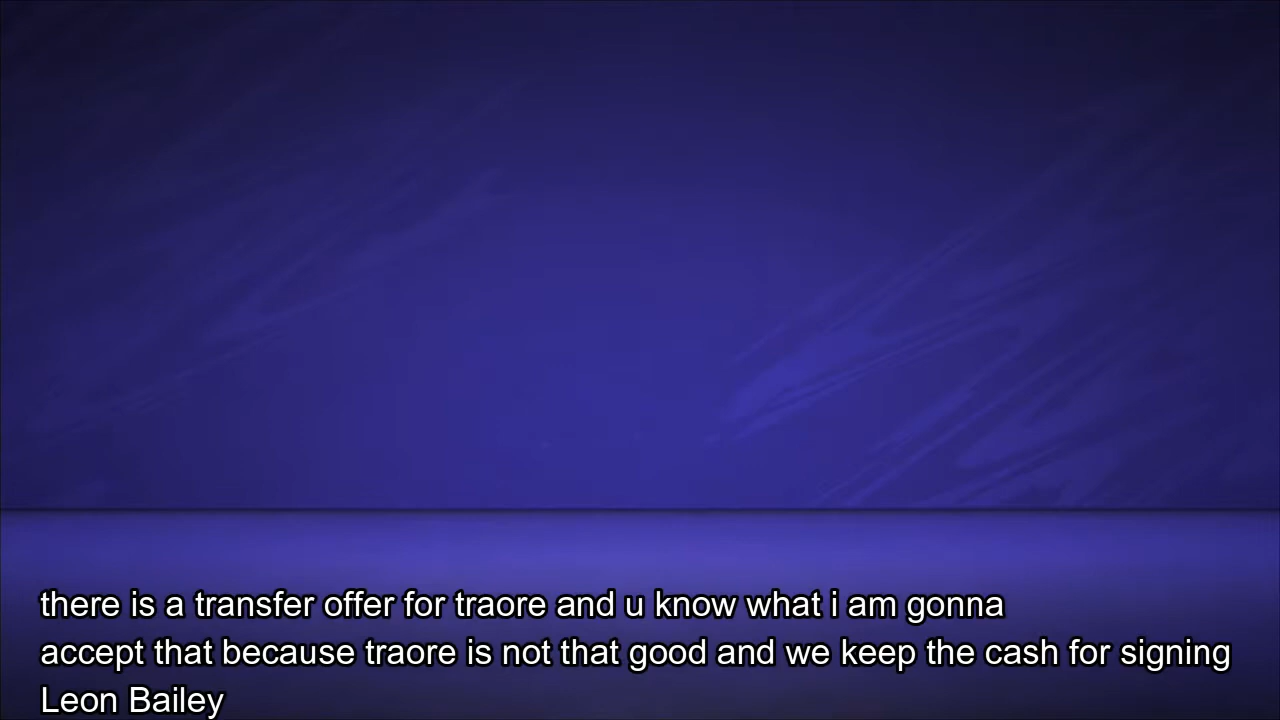 there is a transfer offer for traore and u know what i am gonna
accept that because traore is not that good and we keep the cash for signing
Leon Bailey